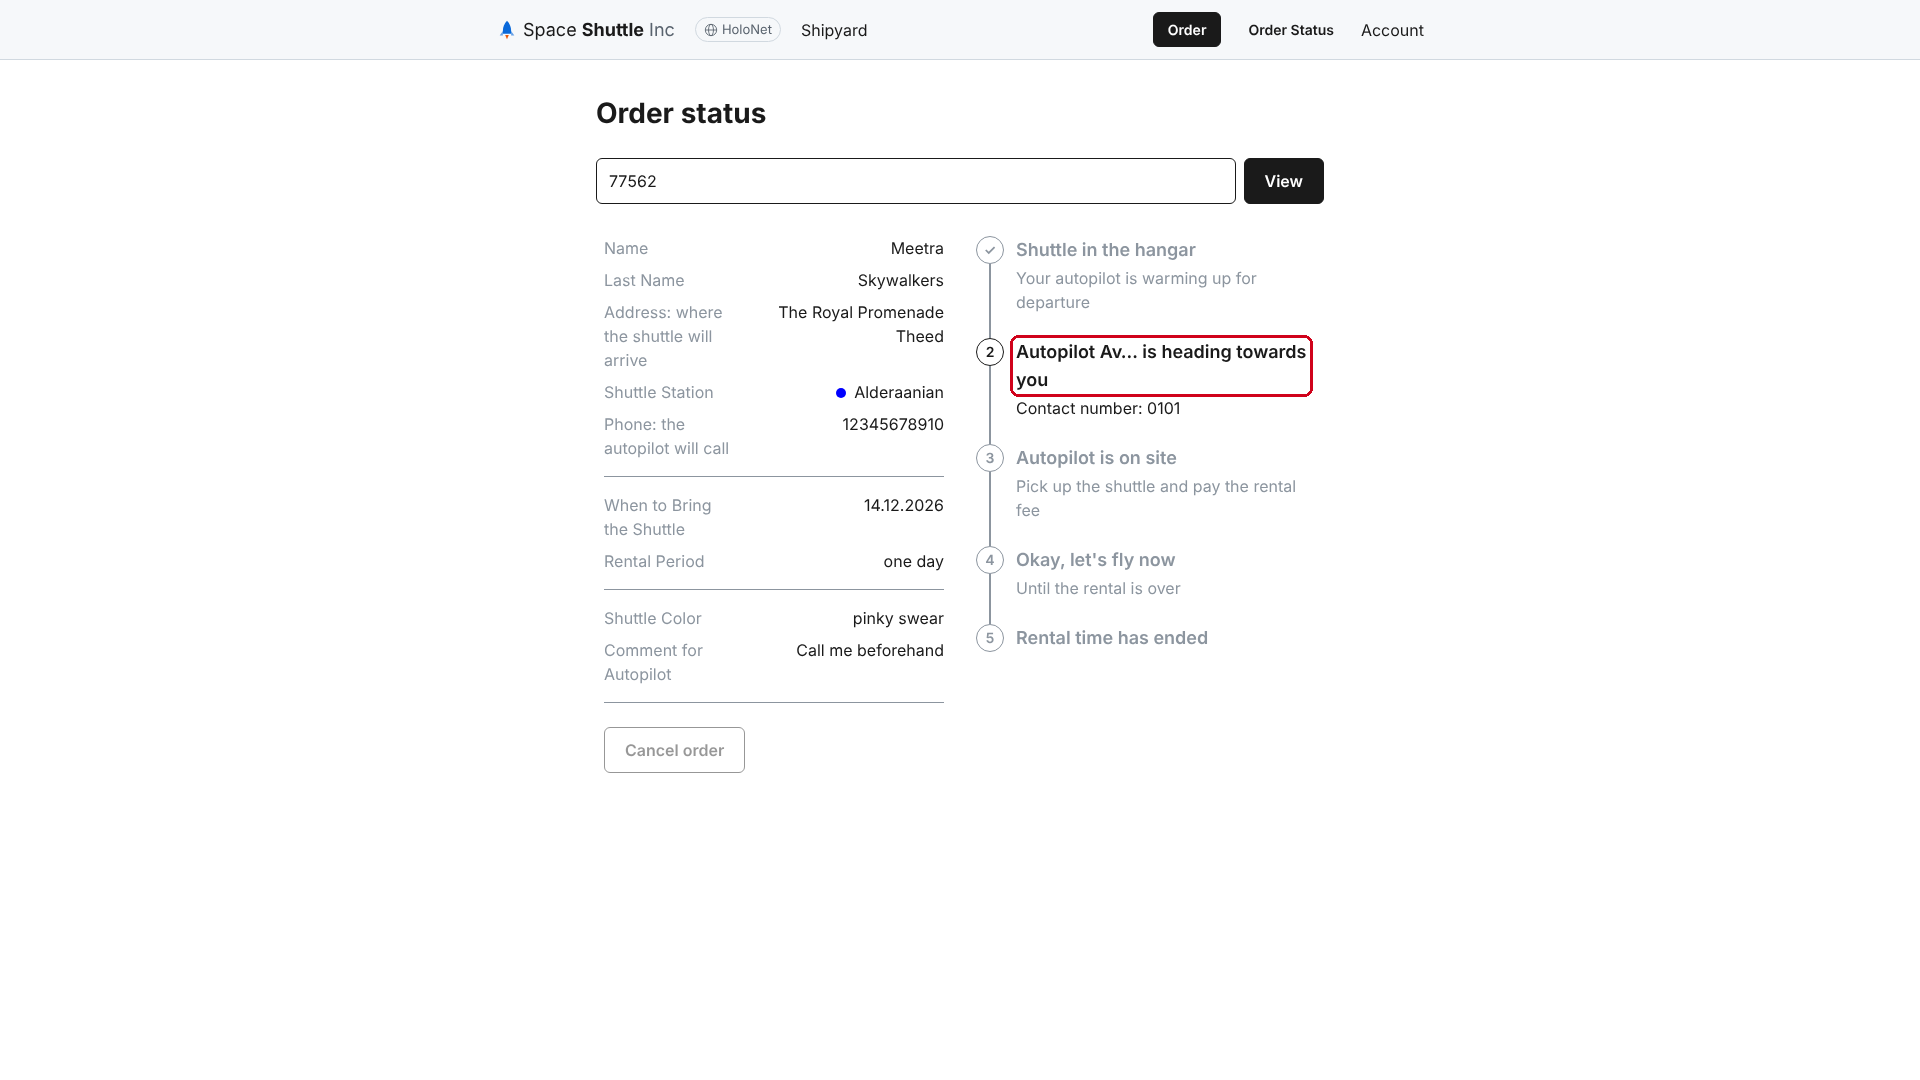 Space Shuttle Inc
HoloNet
Shipyard
Order
Order Status
Account
Order status
77562
View
Name
Meetra
Last Name
Skywalkers
Address: where
the shuttle will
arrive
The Royal Promenade
Theed
Shuttle Station
Alderaanian
Phone: the
autopilot will call
12345678910
When to Bring
the Shuttle
14.12.2026
Rental Period
one day
Shuttle Color
pinky swear
Comment for
Autopilot
Call me beforehand
Cancel order
Shuttle in the hangar
Your autopilot is warming up for
departure
2
Autopilot Av... is heading towards
you
Contact number: 0101
3
Autopilot is on site
Pick up the shuttle and pay the rental
fee
4
Okay, let's fly now
Until the rental is over
5
Rental time has ended